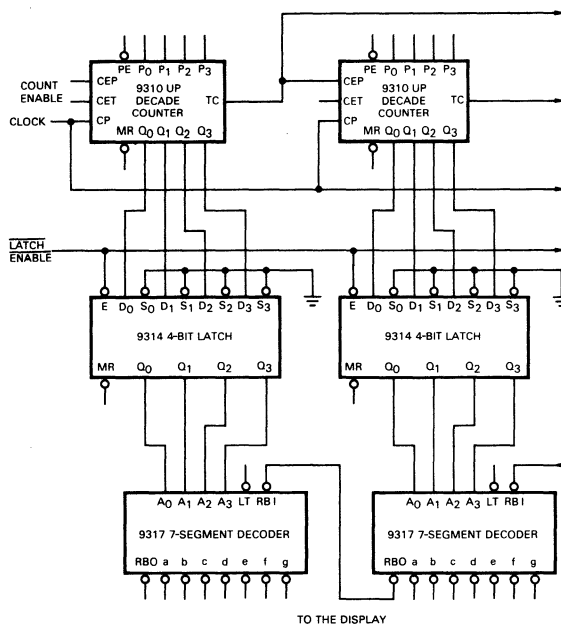 PE P0 P1 P2 P3
CEP
9310 UP
CET DECADE TC
COUNTER
CP
MR Q0 Q1 Q2 Q3
COUNT
ENABLE
CLOCK
PE P0 P1 P2 P3
CEP
9310 UP
CET DECADE TC
COUNTER
CP
MR Q0 Q1 Q2 Q3
LATCH
ENABLE
E D0 S0 D1 S1 D2 S2 D3 S3
9314 4-BIT LATCH
MR Q0 Q1 Q2 Q3
E D0 S0 D1 S1 D2 S2 D3 S3
9314 4-BIT LATCH
MR Q0 Q1 Q2 Q3
A0 A1 A2 A3 LT RBI
9317 7-SEGMENT DECODER
RBO a b c d e f g
A0 A1 A2 A3 LT RBI
9317 7-SEGMENT DECODER
RBO a b c d e f g
TO THE DISPLAY